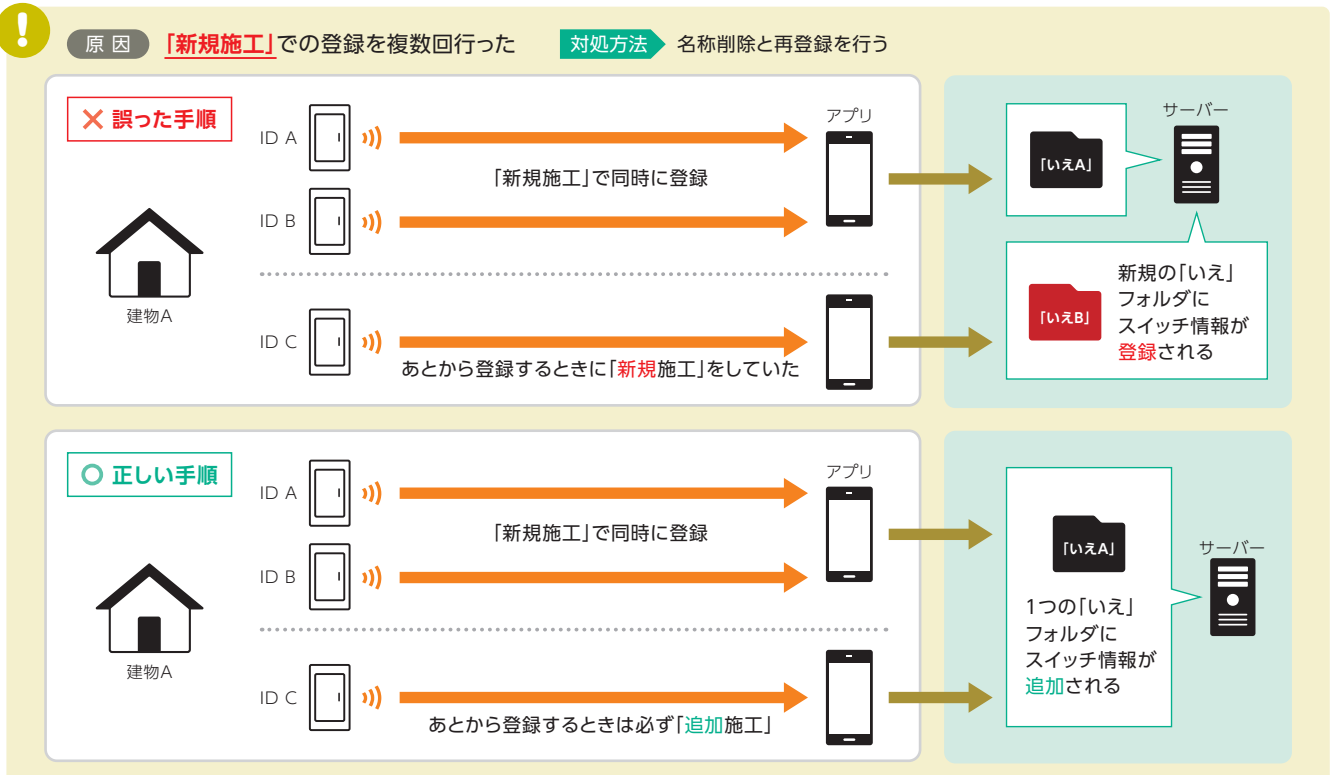 !
原因 「新規施工」での登録を複数回行った 対処方法 名称削除と再登録を行う
× 誤った手順
建物A
ID A
ID B
「新規施工」で同時に登録
アプリ
ID C
あとから登録するときに「新規施工」をしていた
「いえA」
サーバー
「いえB」
新規の「いえ」
フォルダに
スイッチ情報が
登録される
○ 正しい手順
建物A
ID A
ID B
「新規施工」で同時に登録
アプリ
ID C
あとから登録するときは必ず「追加施工」
「いえA」
1つの「いえ」
フォルダに
スイッチ情報が
追加される
サーバー